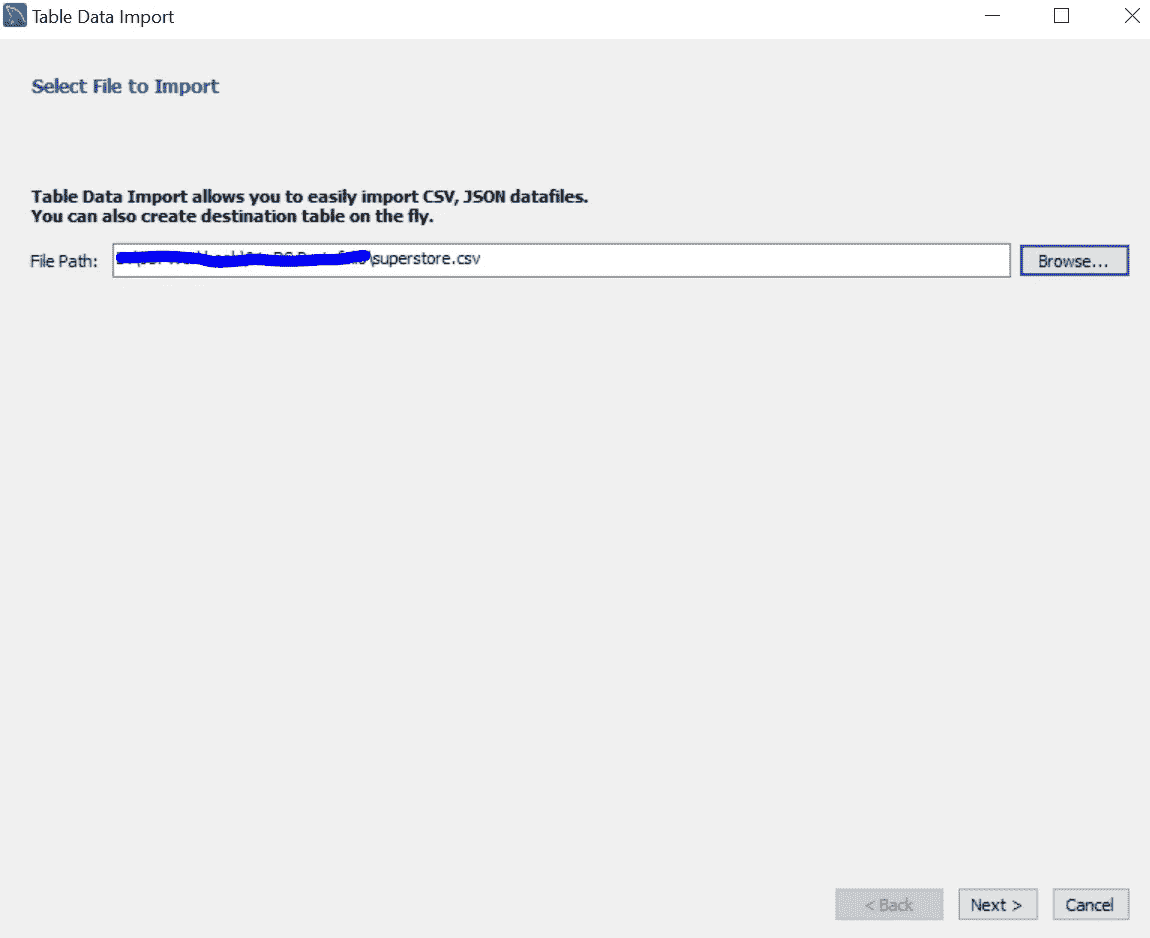 Table Data Import
Select File to Import
Table Data Import allows you to easily import CSV, JSON datafiles.
You can also create destination table on the fly.
File Path: \superstore.csv Browse...
< Back Next > Cancel